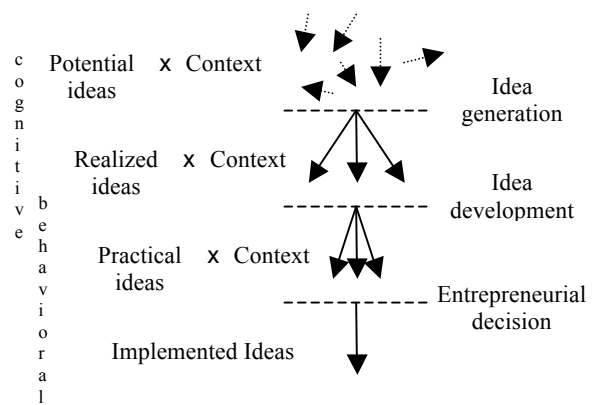 cognitive
behavioral
Potential x Context
ideas
Idea
generation
Realized x Context
ideas
Idea
development
Practical x Context
ideas
Entrepreneurial
decision
Implemented Ideas